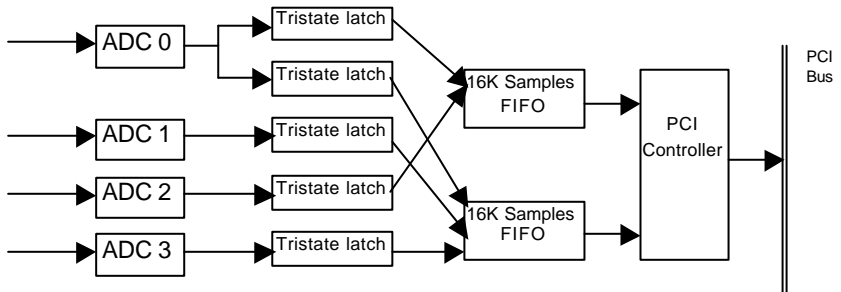 Tristate latch
ADC 0
Tristate latch
ADC 1
Tristate latch
ADC 2
Tristate latch
ADC 3
Tristate latch
16K Samples
FIFO
16K Samples
FIFO
PCI
Controller
PCI
Bus